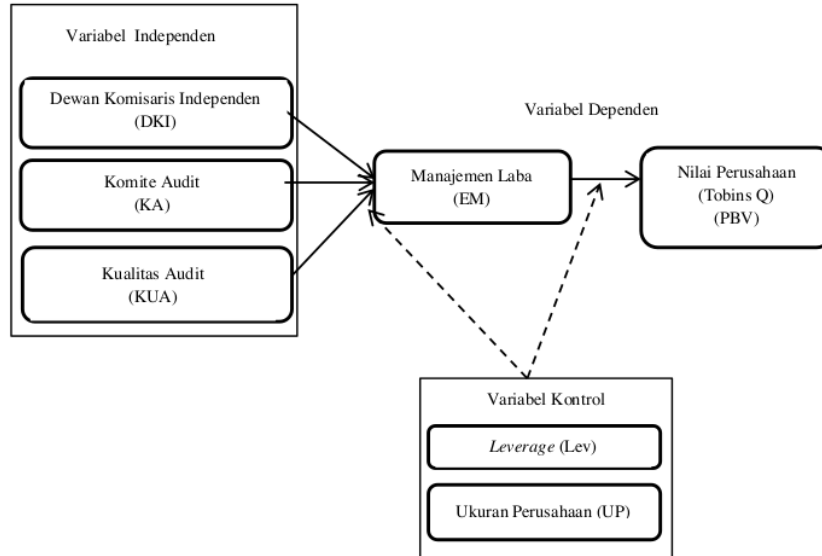 Variabel Independen
Dewan Komisaris Independen
(DKI)
Komite Audit
(KA)
Kualitas Audit
(KUA)
Manajemen Laba
(EM)
Variabel Dependen
Nilai Perusahaan
(Tobins Q)
(PBV)
Variabel Kontrol
Leverage (Lev)
Ukuran Perusahaan (UP)